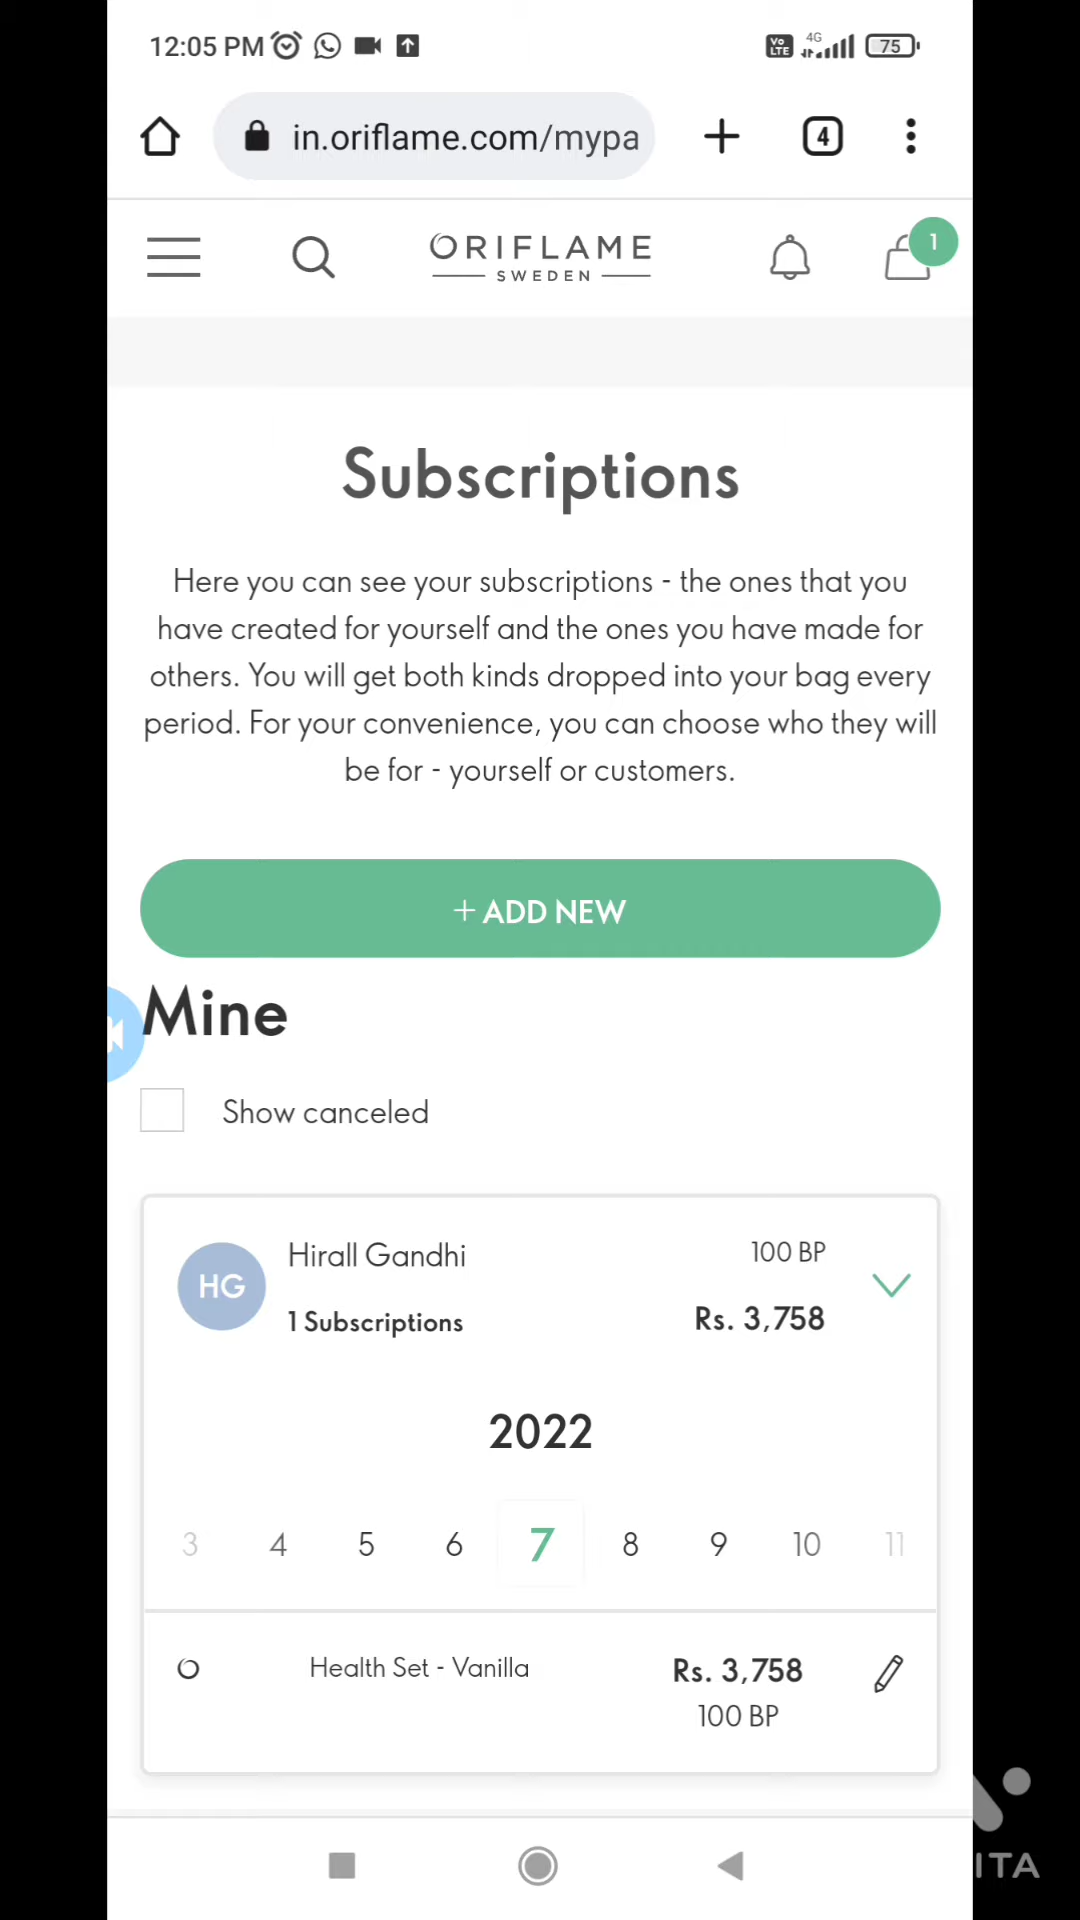 12:05 PM
Vo LTE 4G 75
in.oriflame.com/mypa
4
ORIFLAME
SWEDEN
1
Subscriptions
Here you can see your subscriptions - the ones that you
have created for yourself and the ones you have made for
others. You will get both kinds dropped into your bag every
period. For your convenience, you can choose who they will
be for - yourself or customers.
+ ADD NEW
Mine
Show canceled
HG
Hirall Gandhi
100 BP
1 Subscriptions
Rs. 3,758
2022
3 4 5 6 7 8 9 10 11
Health Set - Vanilla
Rs. 3,758
100 BP
ITA